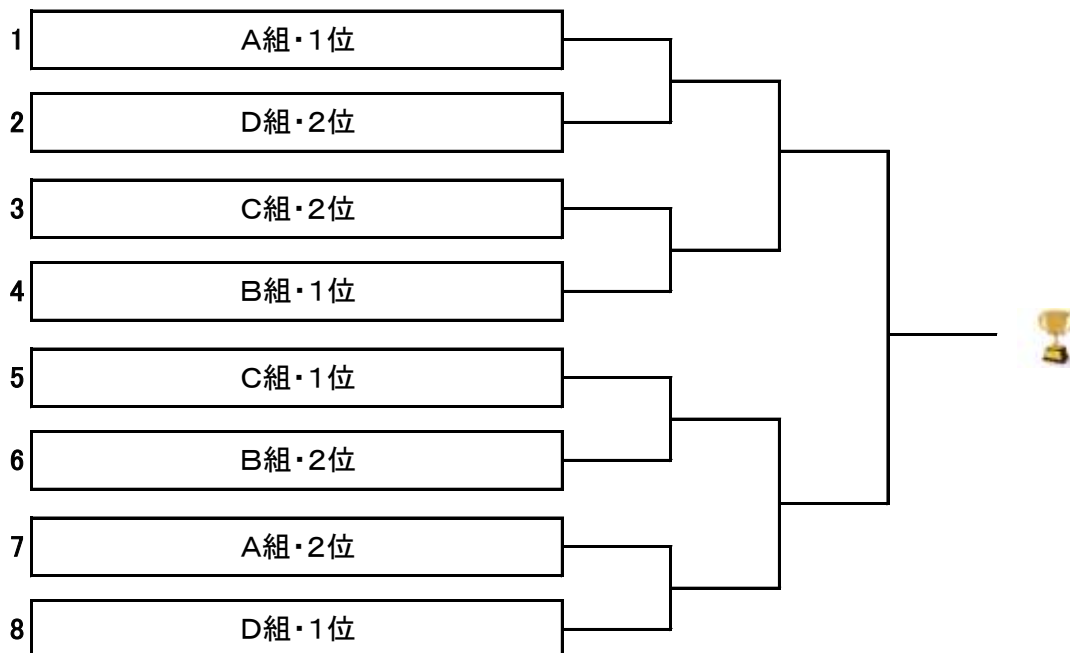 1 A組・1位
2 D組・2位
3 C組・2位
4 B組・1位
5 C組・1位
6 B組・2位
7 A組・2位
8 D組・1位